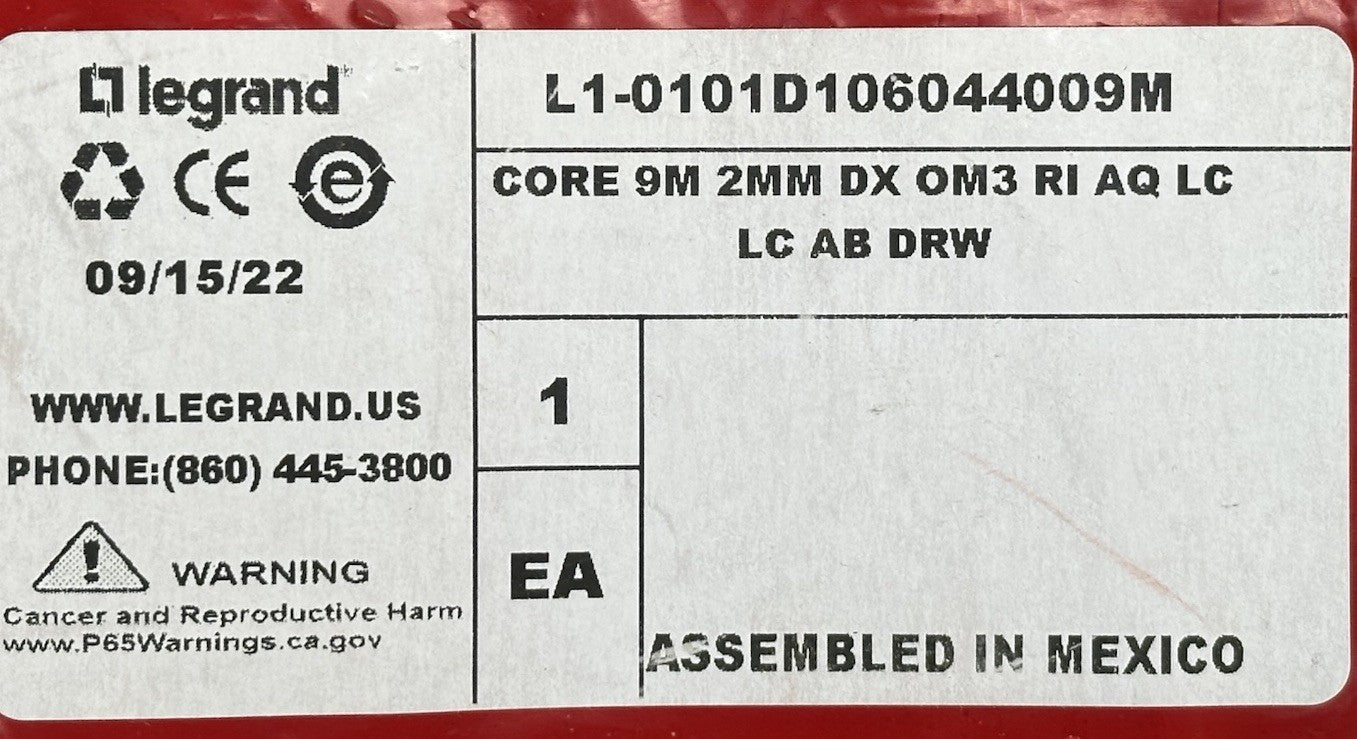 legrand
CE
e
09/15/22
WWW.LEGRAND.US
PHONE:(860) 445-3800
! WARNING
Cancer and Reproductive Harm
www.P65Warnings.ca.gov
L1-0101D106044009M
CORE 9M 2MM DX OM3 RI AQ LC
LC AB DRW
1
EA
ASSEMBLED IN MEXICO